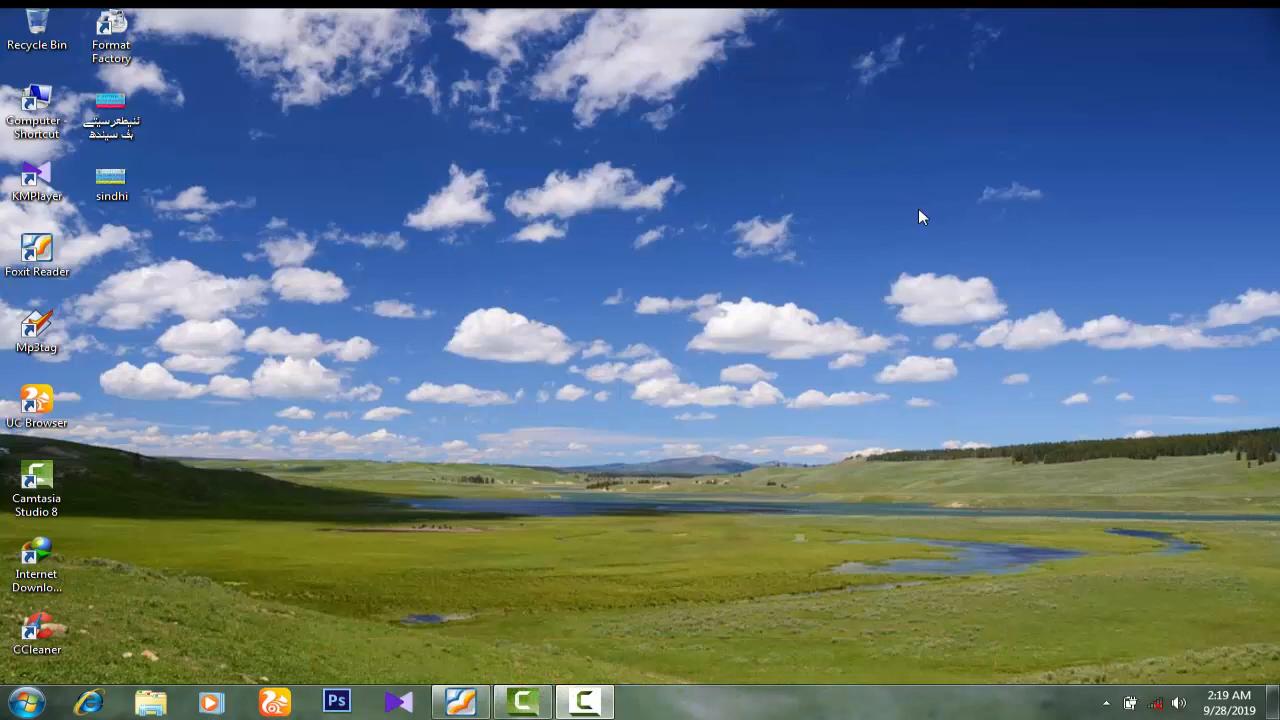 Recycle Bin
Format
Factory
Computer -
Shortcut
KMPlayer
sindhi
Foxit Reader
Mp3tag
UC Browser
Camtasia
Studio 8
Internet
Downlo...
CCleaner
Ps
2:19 AM
9/28/2019